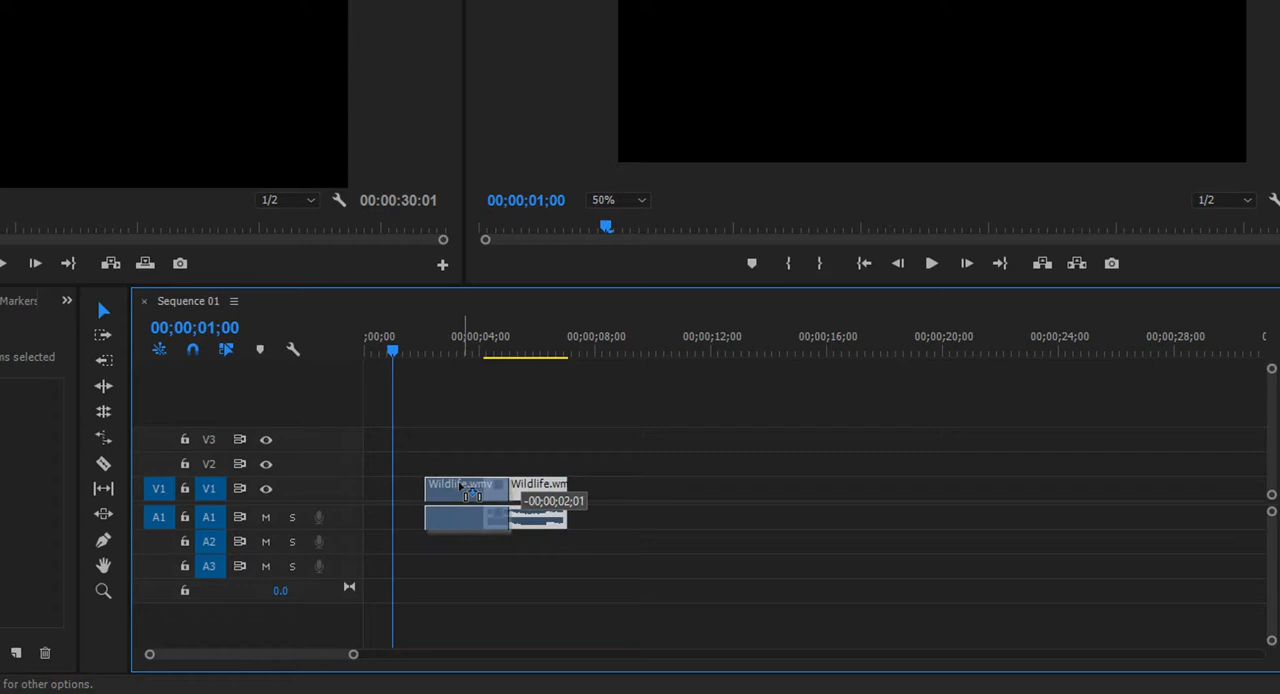 1/2
00:00:30:01
00;00;01;00
50%
1/2
Markers
Sequence 01
ms selected
00;00;01;00
;00;00
00;00;04;00
00;00;08;00
00;00;12;00
00;00;16;00
00;00;20;00
00;00;24;00
00;00;28;00
V3
V2
V1
V1
Wildlife.wmv
Wildlife.wm
-00;00;02;01
A1
A1
M
S
A2
M
S
A3
M
S
0.0
for other options.